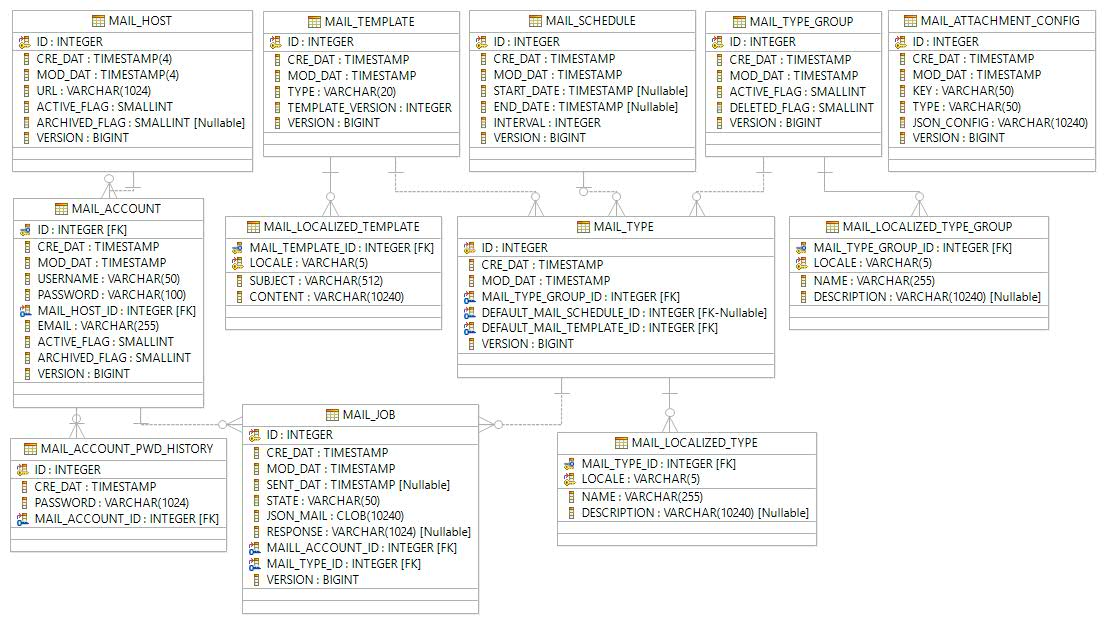 MAIL_HOST
ID : INTEGER
CRE_DAT : TIMESTAMP(4)
MOD_DAT : TIMESTAMP(4)
URL : VARCHAR(1024)
ACTIVE_FLAG : SMALLINT
ARCHIVED_FLAG : SMALLINT [Nullable]
VERSION : BIGINT
MAIL_TEMPLATE
ID : INTEGER
CRE_DAT : TIMESTAMP
MOD_DAT : TIMESTAMP
TYPE : VARCHAR(20)
TEMPLATE_VERSION : INTEGER
VERSION : BIGINT
MAIL_SCHEDULE
ID : INTEGER
CRE_DAT : TIMESTAMP
MOD_DAT : TIMESTAMP
START_DATE : TIMESTAMP [Nullable]
END_DATE : TIMESTAMP [Nullable]
INTERVAL : INTEGER
VERSION : BIGINT
MAIL_TYPE_GROUP
ID : INTEGER
CRE_DAT : TIMESTAMP
MOD_DAT : TIMESTAMP
ACTIVE_FLAG : SMALLINT
DELETED_FLAG : SMALLINT
VERSION : BIGINT
MAIL_ATTACHMENT_CONFIG
ID : INTEGER
CRE_DAT : TIMESTAMP
MOD_DAT : TIMESTAMP
KEY : VARCHAR(50)
TYPE : VARCHAR(50)
JSON_CONFIG : VARCHAR(10240)
VERSION : BIGINT
MAIL_ACCOUNT
ID : INTEGER [FK]
CRE_DAT : TIMESTAMP
MOD_DAT : TIMESTAMP
USERNAME : VARCHAR(50)
PASSWORD : VARCHAR(100)
MAIL_HOST_ID : INTEGER [FK]
EMAIL : VARCHAR(255)
ACTIVE_FLAG : SMALLINT
ARCHIVED_FLAG : SMALLINT
VERSION : BIGINT
MAIL_LOCALIZED_TEMPLATE
MAIL_TEMPLATE_ID : INTEGER [FK]
LOCALE : VARCHAR(5)
SUBJECT : VARCHAR(512)
CONTENT : VARCHAR(10240)
MAIL_TYPE
ID : INTEGER
CRE_DAT : TIMESTAMP
MOD_DAT : TIMESTAMP
MAIL_TYPE_GROUP_ID : INTEGER [FK]
DEFAULT_MAIL_SCHEDULE_ID : INTEGER [FK-Nullable]
DEFAULT_MAIL_TEMPLATE_ID : INTEGER [FK]
VERSION : BIGINT
MAIL_LOCALIZED_TYPE_GROUP
MAIL_TYPE_GROUP_ID : INTEGER [FK]
LOCALE : VARCHAR(5)
NAME : VARCHAR(255)
DESCRIPTION : VARCHAR(10240) [Nullable]
MAIL_ACCOUNT_PWD_HISTORY
ID : INTEGER
CRE_DAT : TIMESTAMP
PASSWORD : VARCHAR(1024)
MAIL_ACCOUNT_ID : INTEGER [FK]
MAIL_JOB
ID : INTEGER
CRE_DAT : TIMESTAMP
MOD_DAT : TIMESTAMP
SENT_DAT : TIMESTAMP [Nullable]
STATE : VARCHAR(50)
JSON_MAIL : CLOB(10240)
RESPONSE : VARCHAR(1024) [Nullable]
MAILL_ACCOUNT_ID : INTEGER [FK]
MAIL_TYPE_ID : INTEGER [FK]
VERSION : BIGINT
MAIL_LOCALIZED_TYPE
MAIL_TYPE_ID : INTEGER [FK]
LOCALE : VARCHAR(5)
NAME : VARCHAR(255)
DESCRIPTION : VARCHAR(10240) [Nullable]